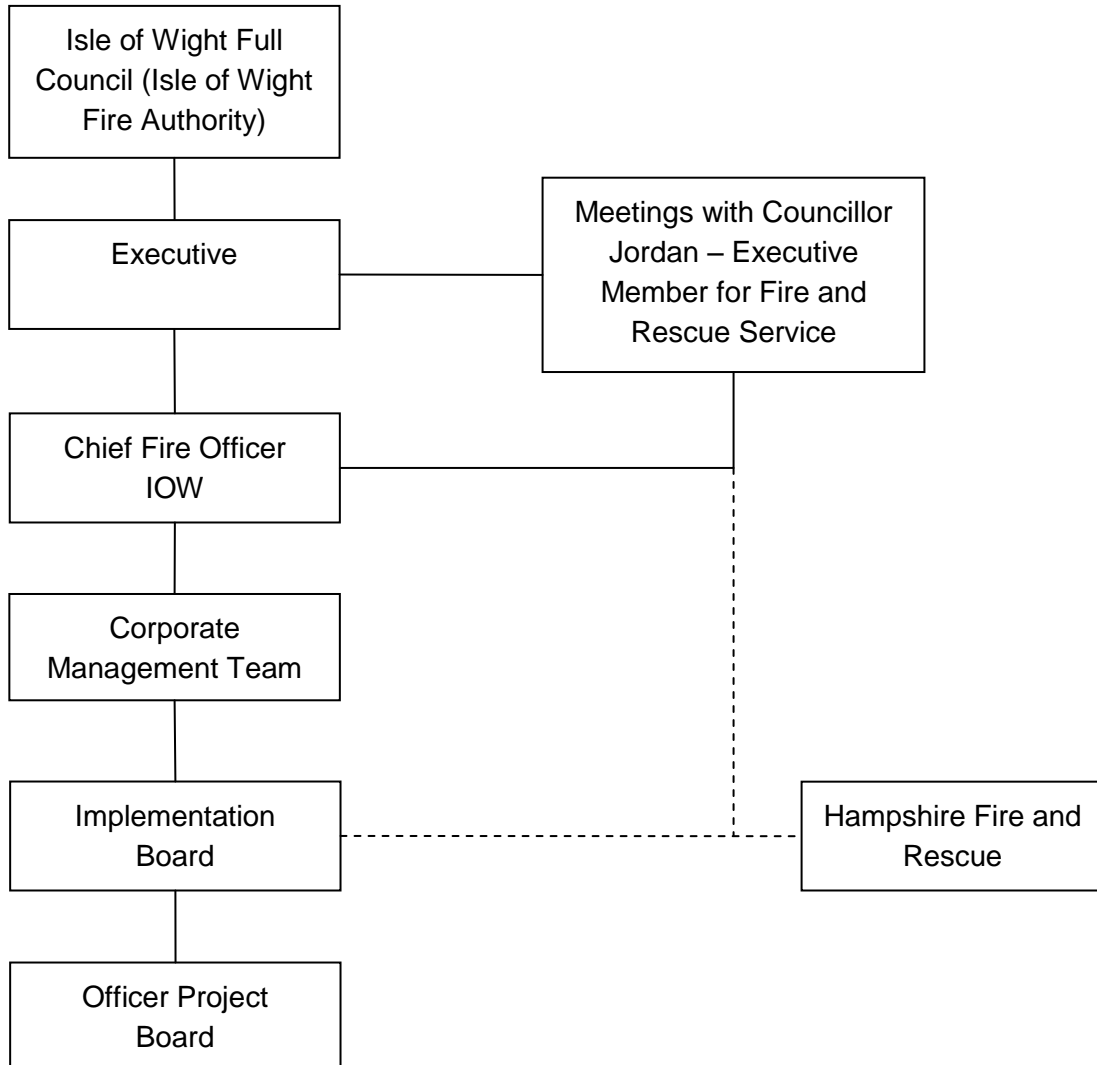 Isle of Wight Full
Council (Isle of Wight
Fire Authority)
Executive
Meetings with Councillor
Jordan – Executive
Member for Fire and
Rescue Service
Chief Fire Officer
IOW
Corporate
Management Team
Implementation
Board
Hampshire Fire and
Rescue
Officer Project
Board